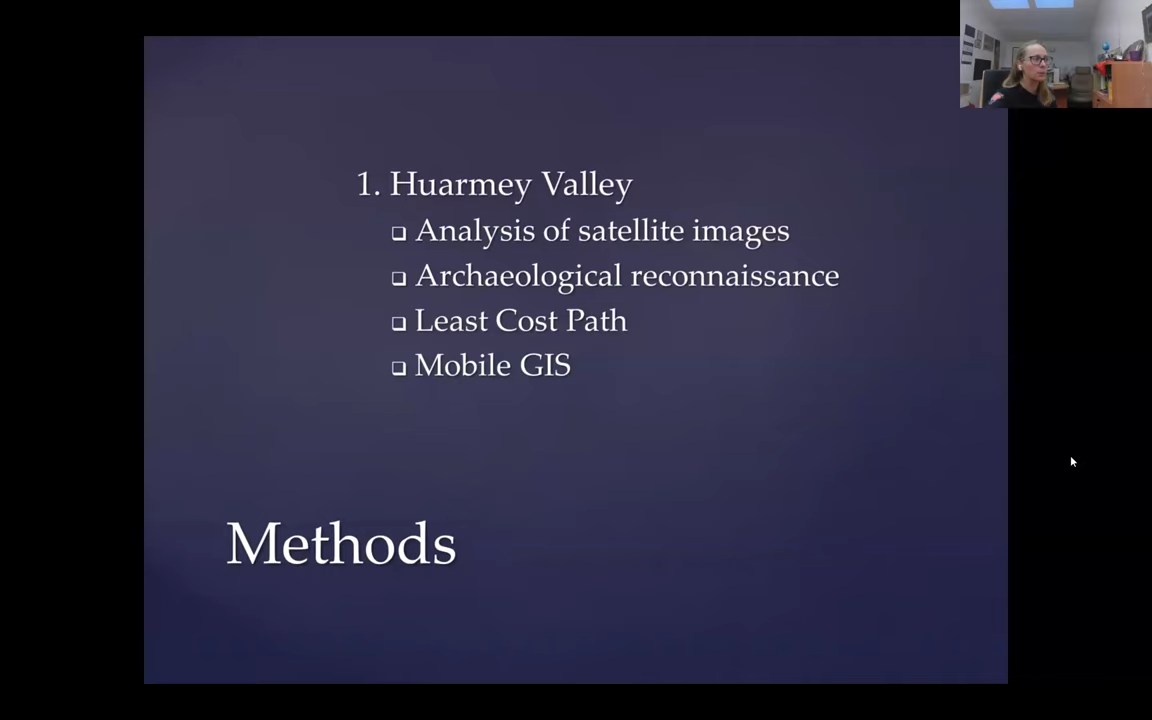 1. Huarmey Valley
❑ Analysis of satellite images
❑ Archaeological reconnaissance
❑ Least Cost Path
❑ Mobile GIS
Methods